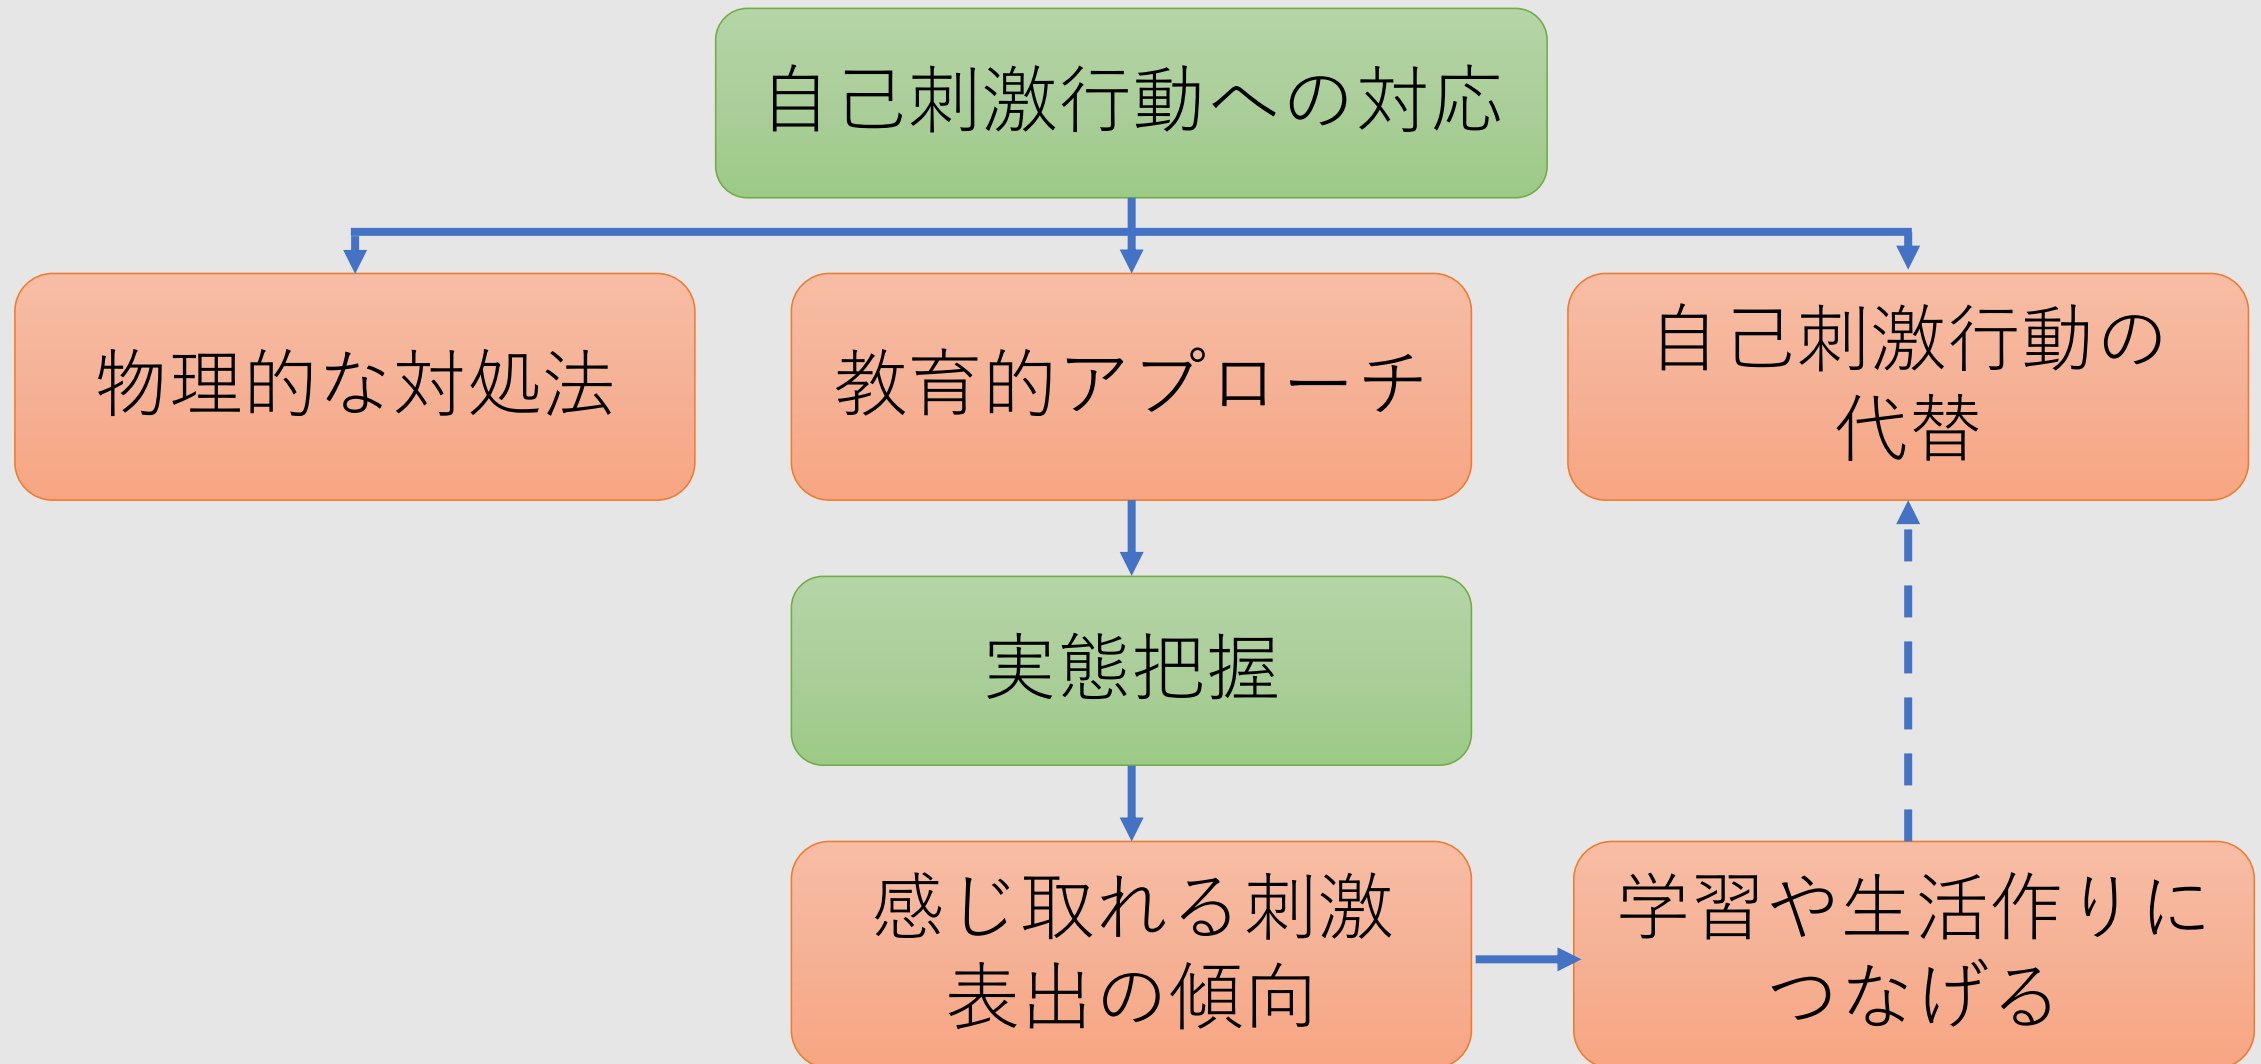 自己刺激行動への対応
物理的な対処法
教育的アプローチ
自己刺激行動の
代替
実態把握
感じ取れる刺激
表出の傾向
学習や生活作りに
つなげる